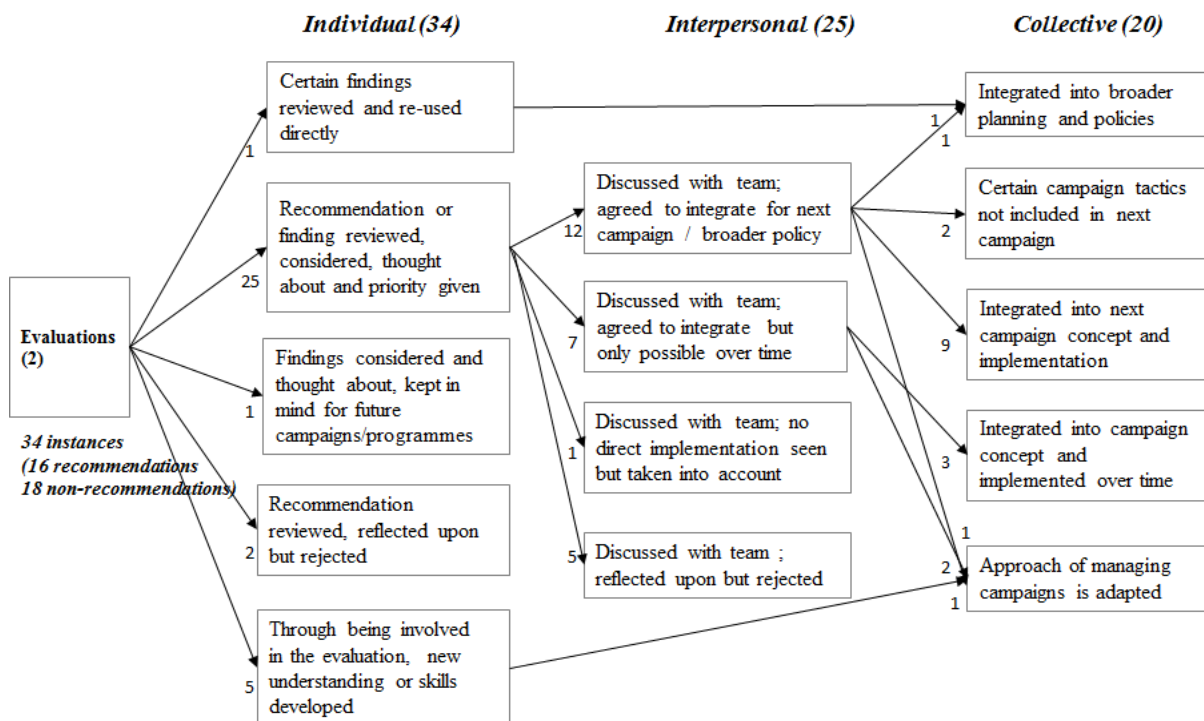 Individual (34)
Interpersonal (25)
Collective (20)
Certain findings
reviewed and re-used
directly
1
Recommendation or
finding reviewed,
considered, thought
about and priority given
25
Evaluations
(2)
34 instances
(16 recommendations
18 non-recommendations)
Findings considered and
thought about, kept in
mind for future
campaigns/programmes
1
Recommendation
reviewed, reflected upon
but rejected
2
Through being involved
in the evaluation, new
understanding or skills
developed
5
Discussed with team;
agreed to integrate for next
campaign / broader policy
12
Discussed with team;
agreed to integrate but
only possible over time
7
Discussed with team; no
direct implementation seen
but taken into account
1
Discussed with team ;
reflected upon but rejected
5
Integrated into broader
planning and policies
1
1
Certain campaign tactics
not included in next
campaign
2
Integrated into next
campaign concept and
implementation
9
Integrated into campaign
concept and
implemented over time
3
Approach of managing
campaigns is adapted
1
2
1